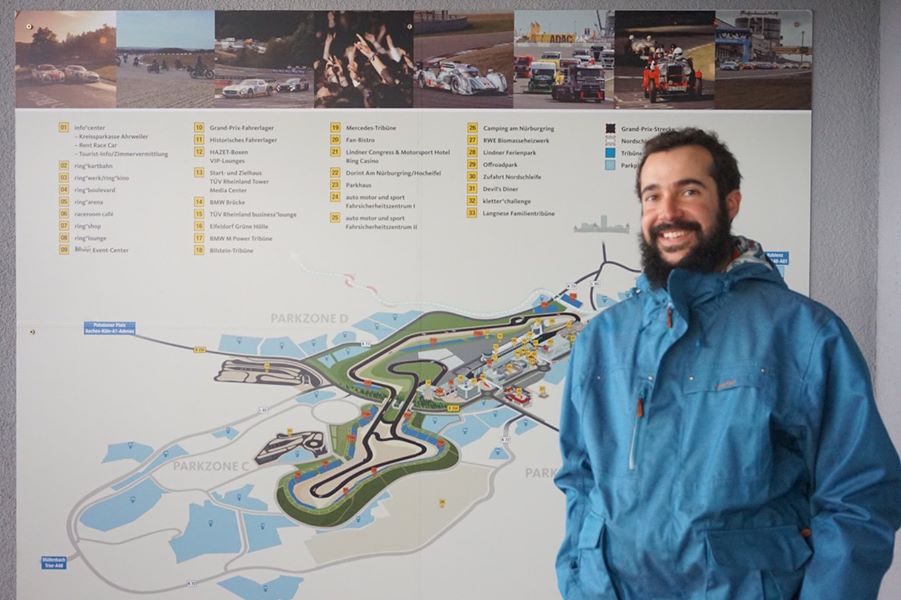 ADAC
01 info°center
– Kreissparkasse Ahrweiler
– Rent Race Car
– Tourist-Info/Zimmervermittlung
02 ring°kartbahn
03 ring°werk/ring°kino
04 ring°boulevard
05 ring°arena
06 raceroom café
07 ring°shop
08 ring°lounge
09 Event-Center
10 Grand-Prix-Fahrerlager
11 Historisches Fahrerlager
12 HAZET-Boxen
VIP-Lounges
13 Start- und Zielhaus
TÜV Rheinland Tower
Media Center
14 BMW Brücke
15 TÜV Rheinland business°lounge
16 Eifeldorf Grüne Hölle
17 BMW M Power Tribüne
18 Bilstein-Tribüne
19 Mercedes-Tribüne
20 Fan-Bistro
21 Lindner Congress & Motorsport Hotel
Ring Casino
22 Dorint Am Nürburgring/Hocheifel
23 Parkhaus
24 auto motor und sport
Fahrsicherheitszentrum I
25 auto motor und sport
Fahrsicherheitszentrum II
26 Camping am Nürburgring
27 RWE Biomasseheizwerk
28 Lindner Ferienpark
29 Offroadpark
30 Zufahrt Nordschleife
31 Devil's Diner
32 kletter°challenge
33 Langnese Familientribüne
Grand-Prix-Strecke
PARKZONE D
PARKZONE C
PARK